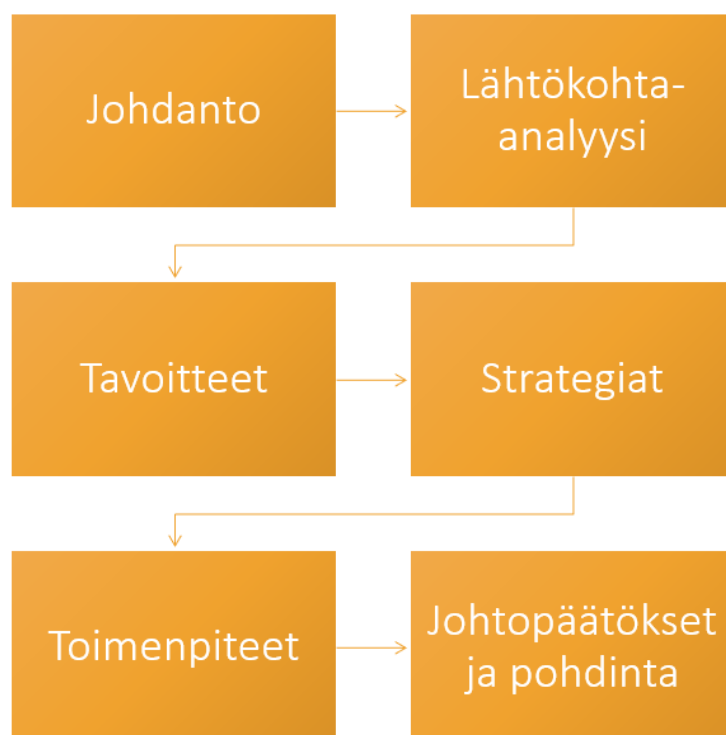 Johdanto
Lähtökohta-
analyysi
Tavoitteet
Strategiat
Toimenpiteet
Johtopäätökset
ja pohdinta